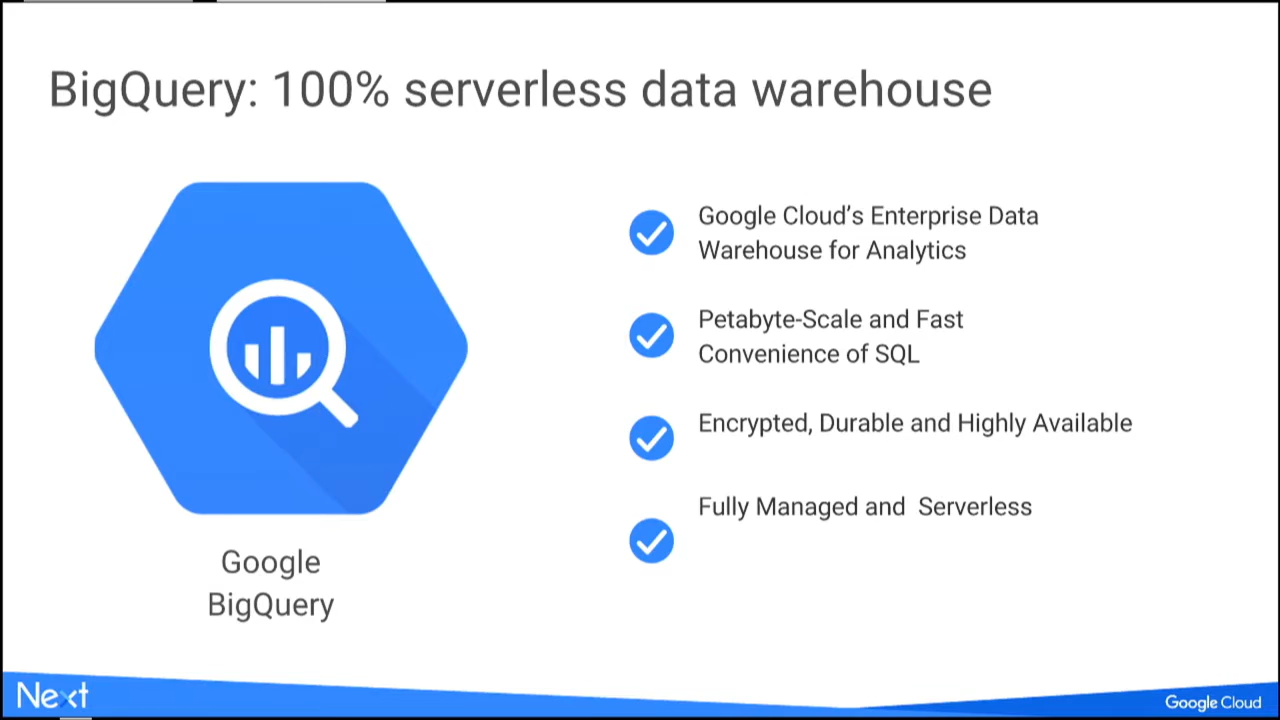 BigQuery: 100% serverless data warehouse
Google Cloud’s Enterprise Data
Warehouse for Analytics
Petabyte-Scale and Fast
Convenience of SQL
Encrypted, Durable and Highly Available
Fully Managed and  Serverless
Google
BigQuery
Next
Google Cloud